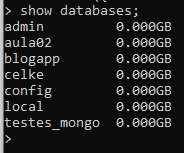 > show databases;
admin 0.000GB
aula02 0.000GB
blogapp 0.000GB
celke 0.000GB
config 0.000GB
local 0.000GB
testes_mongo 0.000GB
>